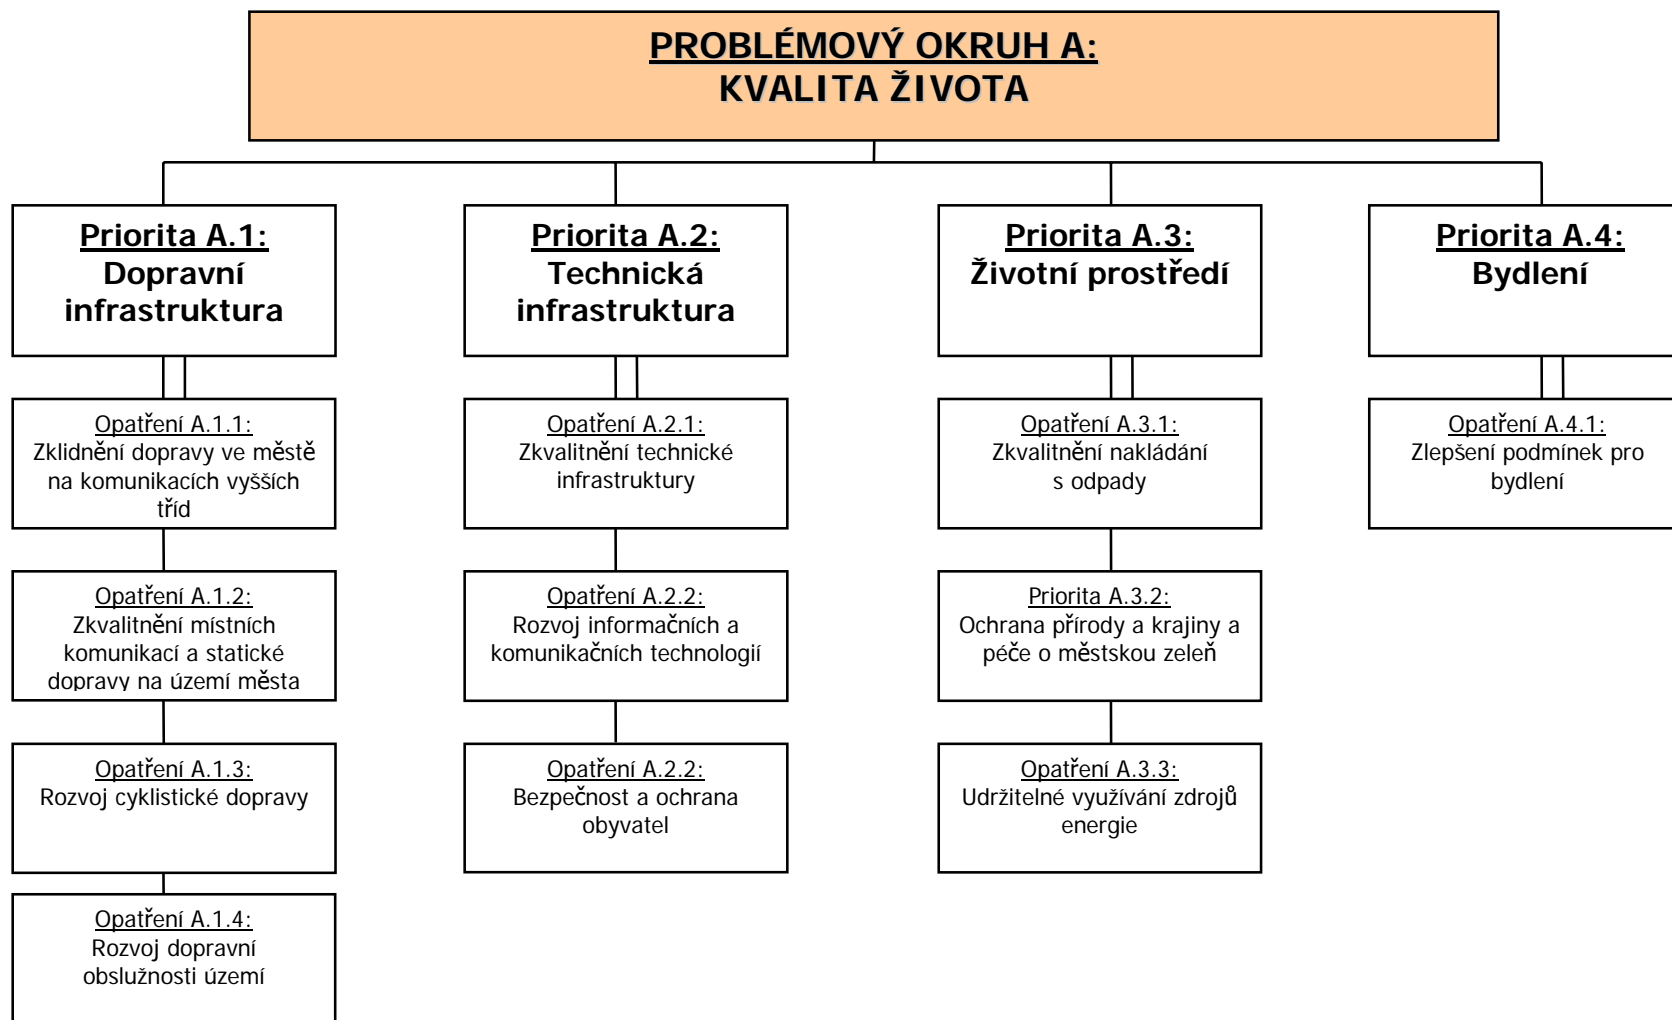 PROBLÉMOVÝ OKRUH A:
KVALITA ŽIVOTA
Priorita A.1:
Dopravní
infrastruktura
Priorita A.2:
Technická
infrastruktura
Priorita A.3:
Životní prostředí
Priorita A.4:
Bydlení
Opatření A.1.1:
Zklidnění dopravy ve městě
na komunikacích vyšších
tříd
Opatření A.2.1:
Zkvalitnění technické
infrastruktury
Opatření A.3.1:
Zkvalitnění nakládání
s odpady
Opatření A.4.1:
Zlepšení podmínek pro
bydlení
Opatření A.1.2:
Zkvalitnění místních
komunikací a statické
dopravy na území města
Opatření A.2.2:
Rozvoj informačních a
komunikačních technologií
Priorita A.3.2:
Ochrana přírody a krajiny a
péče o městskou zeleň
Opatření A.1.3:
Rozvoj cyklistické dopravy
Opatření A.2.2:
Bezpečnost a ochrana
obyvatel
Opatření A.3.3:
Udržitelné využívání zdrojů
energie
Opatření A.1.4:
Rozvoj dopravní
obslužnosti území